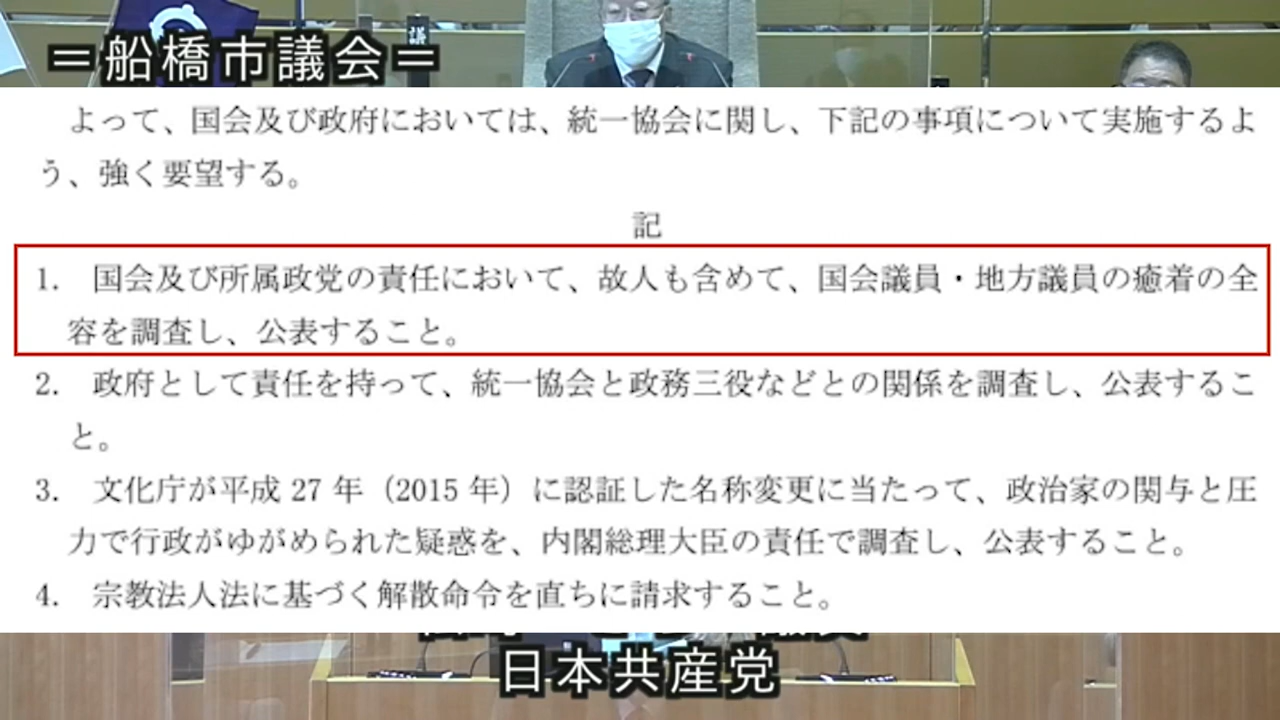 ＝船橋市議会＝
議
よって、国会及び政府においては、統一協会に関し、下記の事項について実施するよ
う、強く要望する。
記
1. 国会及び所属政党の責任において、故人も含めて、国会議員・地方議員の癒着の全
容を調査し、公表すること。
2. 政府として責任を持って、統一協会と政務三役などとの関係を調査し、公表するこ
と。
3. 文化庁が平成 27 年（2015 年）に認証した名称変更に当たって、政治家の関与と圧
力で行政がゆがめられた疑惑を、内閣総理大臣の責任で調査し、公表すること。
4. 宗教法人法に基づく解散命令を直ちに請求すること。
日本共産党